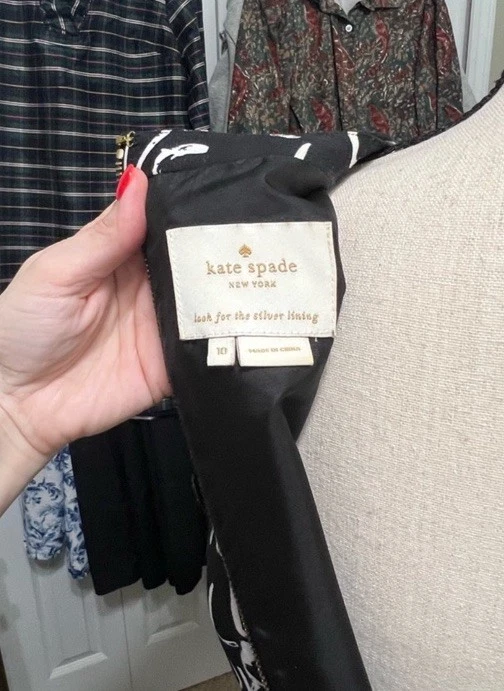 kate spade
NEW YORK
look for the silver lining
10
MADE IN CHINA